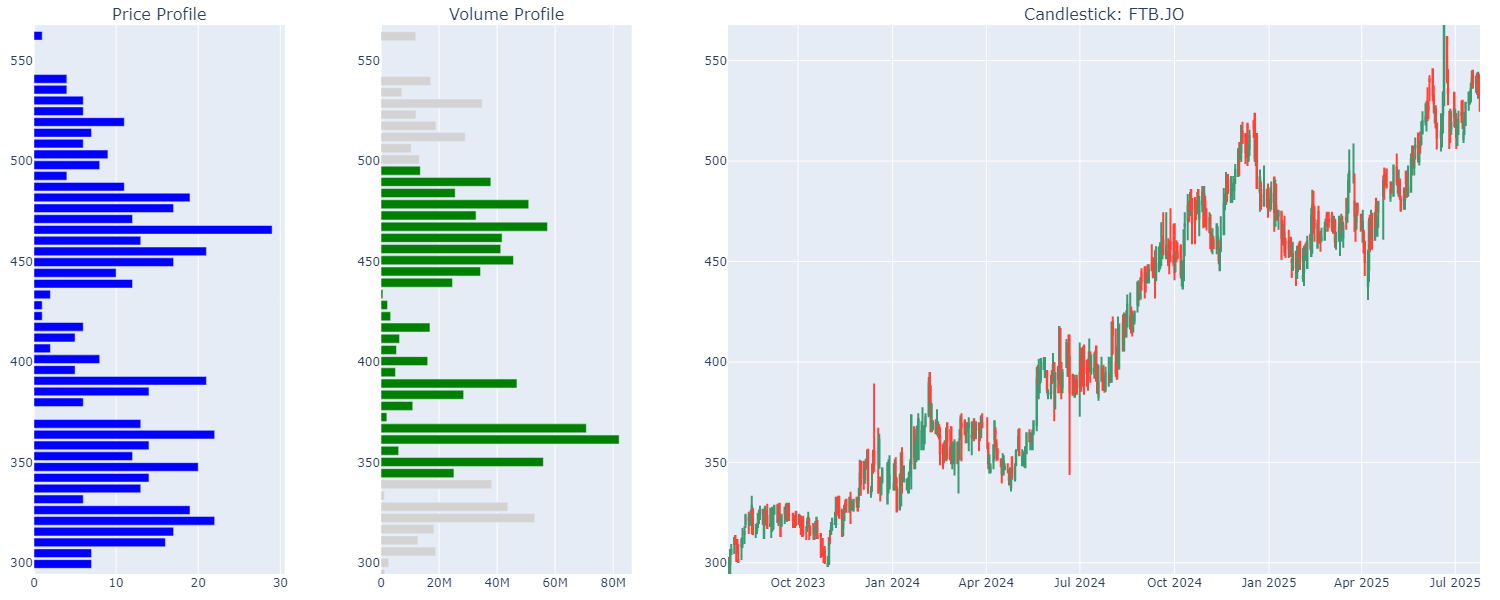 Price Profile
Volume Profile
Candlestick: FTB.JO
550
500
450
400
350
300
0
10
20
30
550
500
450
400
350
300
0
20M
40M
60M
80M
550
500
450
400
350
300
Oct 2023
Jan 2024
Apr 2024
Jul 2024
Oct 2024
Jan 2025
Apr 2025
Jul 2025